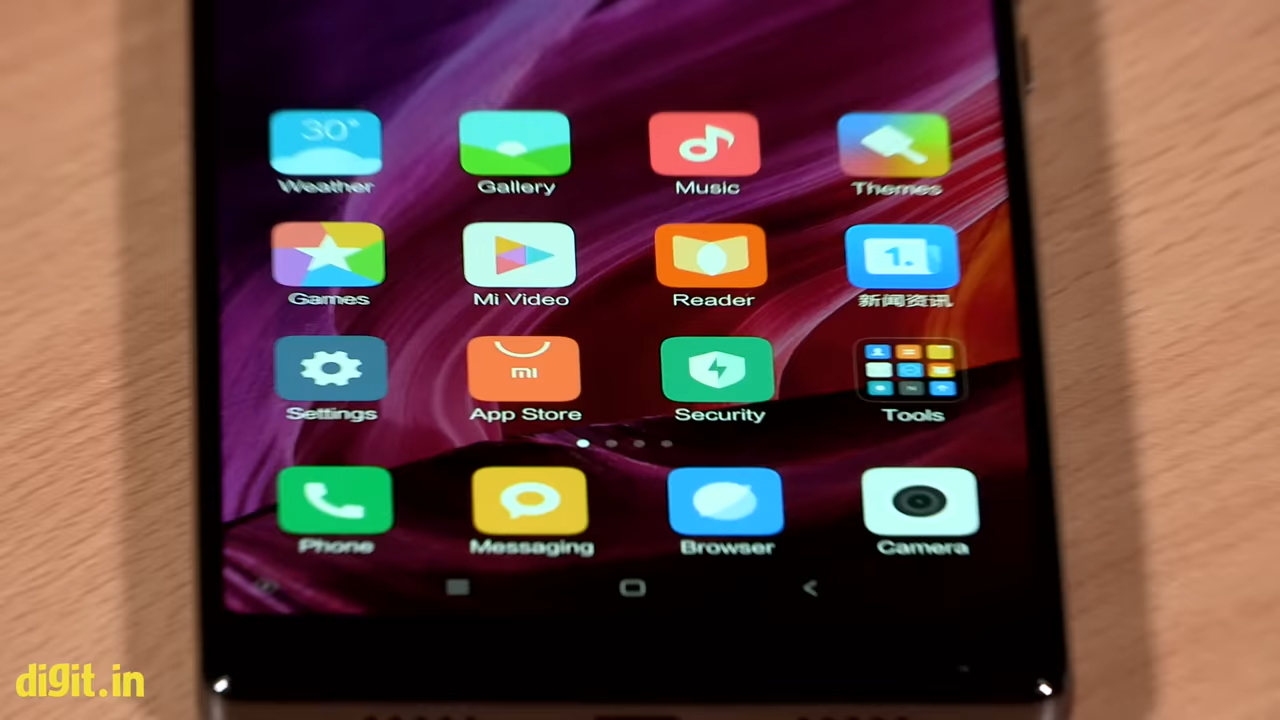 30°
Weather
Gallery
Music
Themes
Games
Mi Video
Reader
1.
新闻资讯
Settings
mi
App Store
Security
Tools
Phone
Messaging
Browser
Camera
digit.in